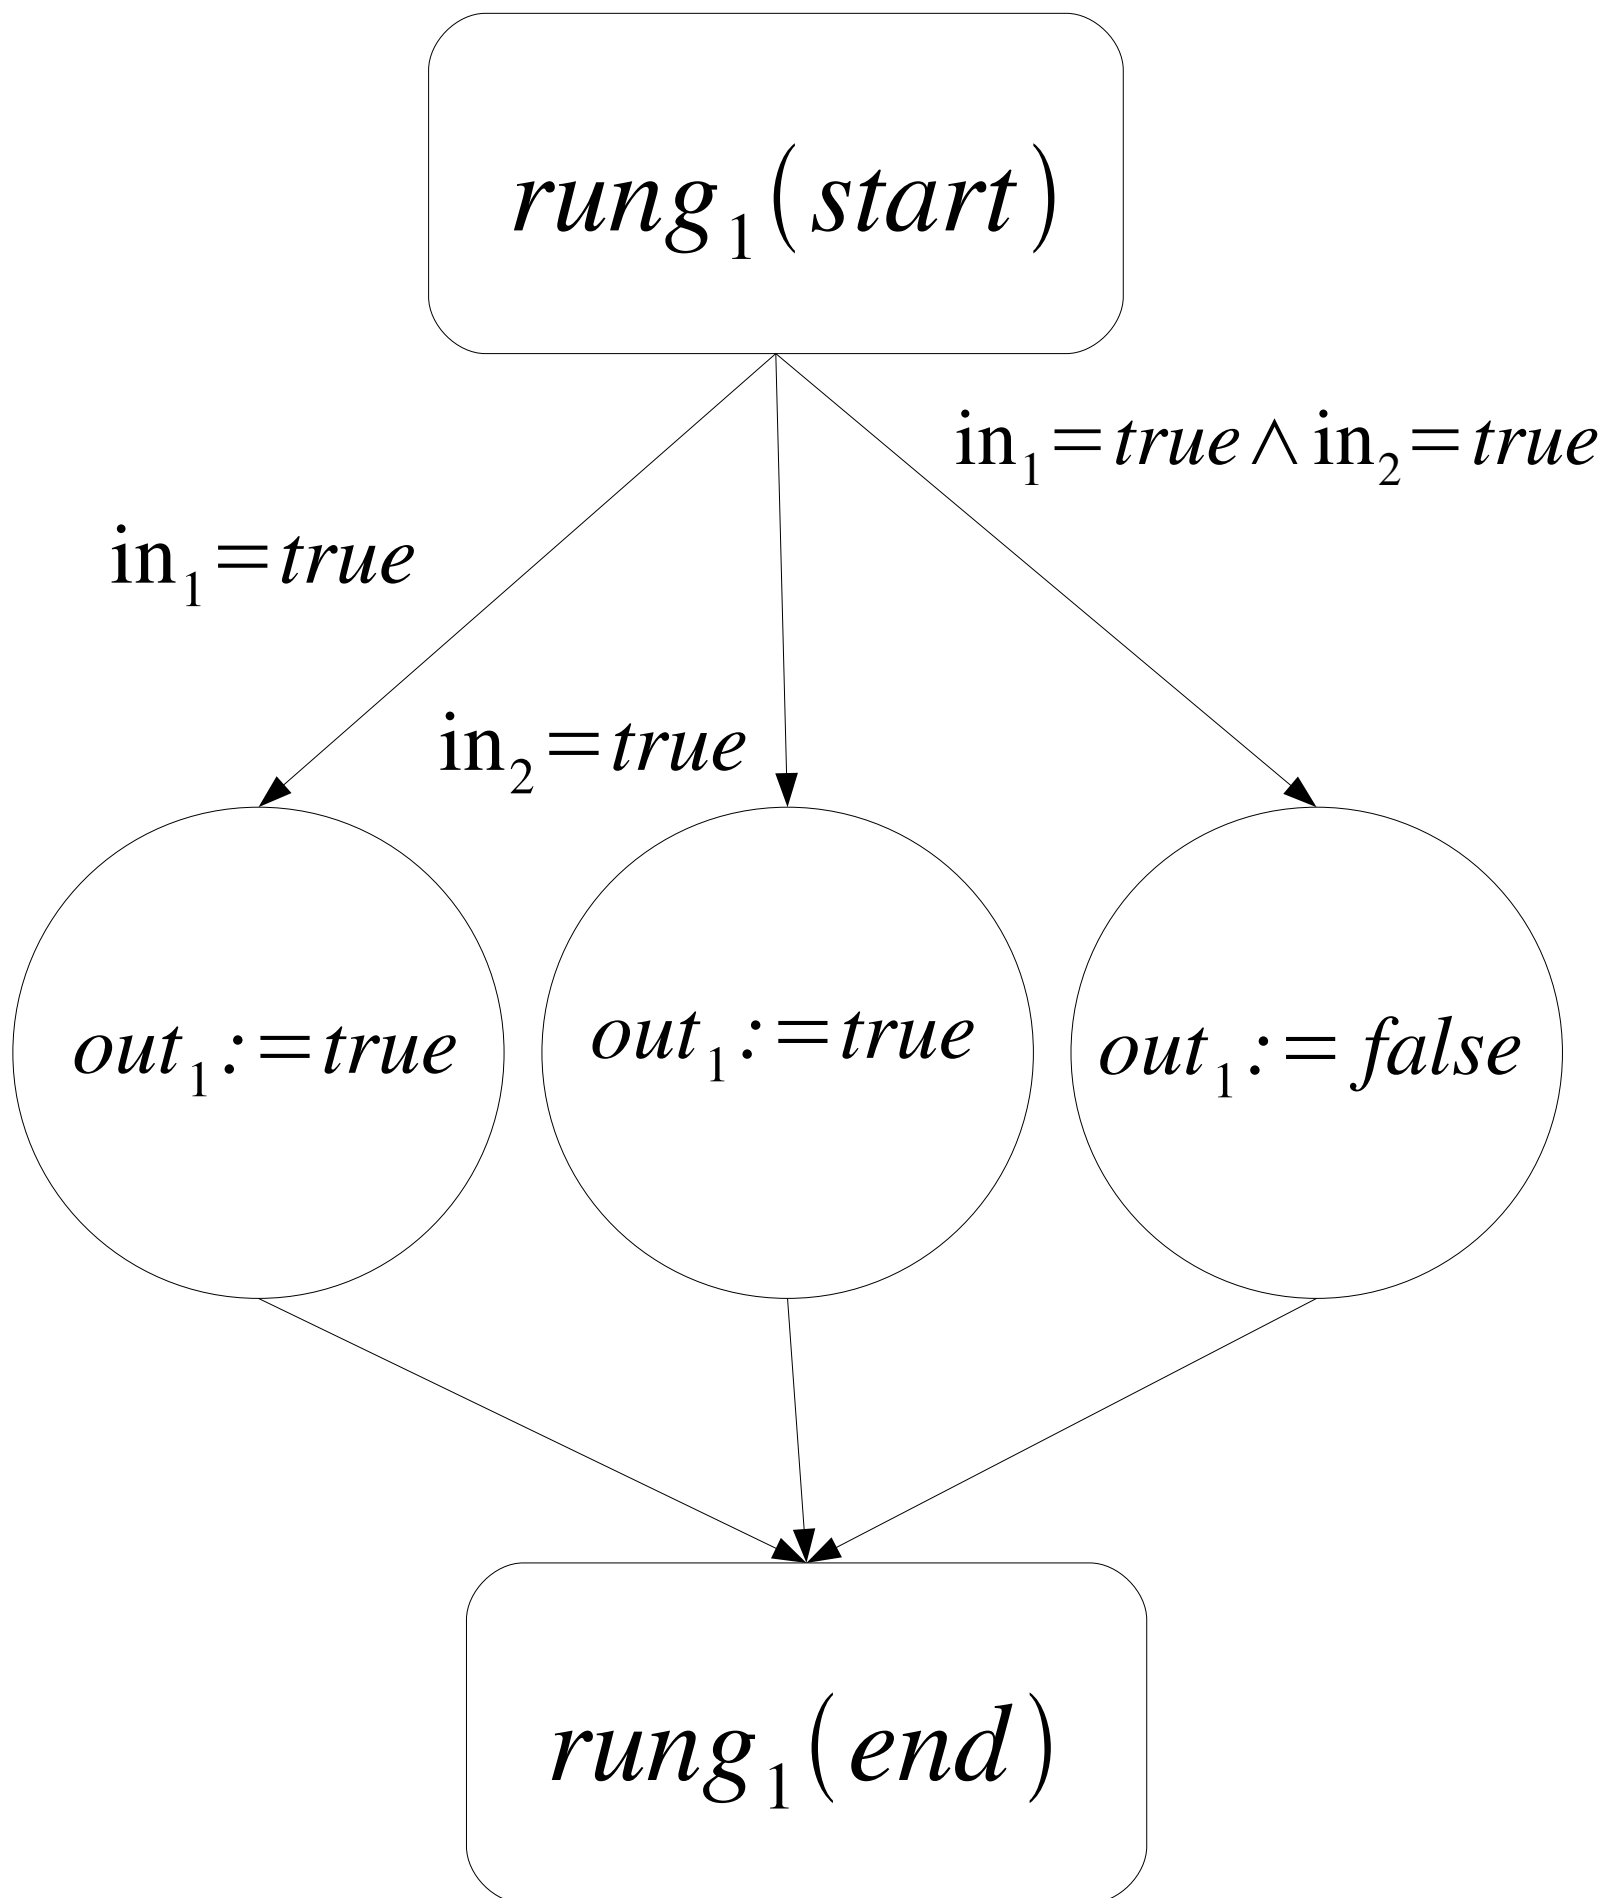 rung₁(start)
in₁=true∧in₂=true
in₁=true
in₂=true
out₁:=true
out₁:=true
out₁:=false
rung₁(end)